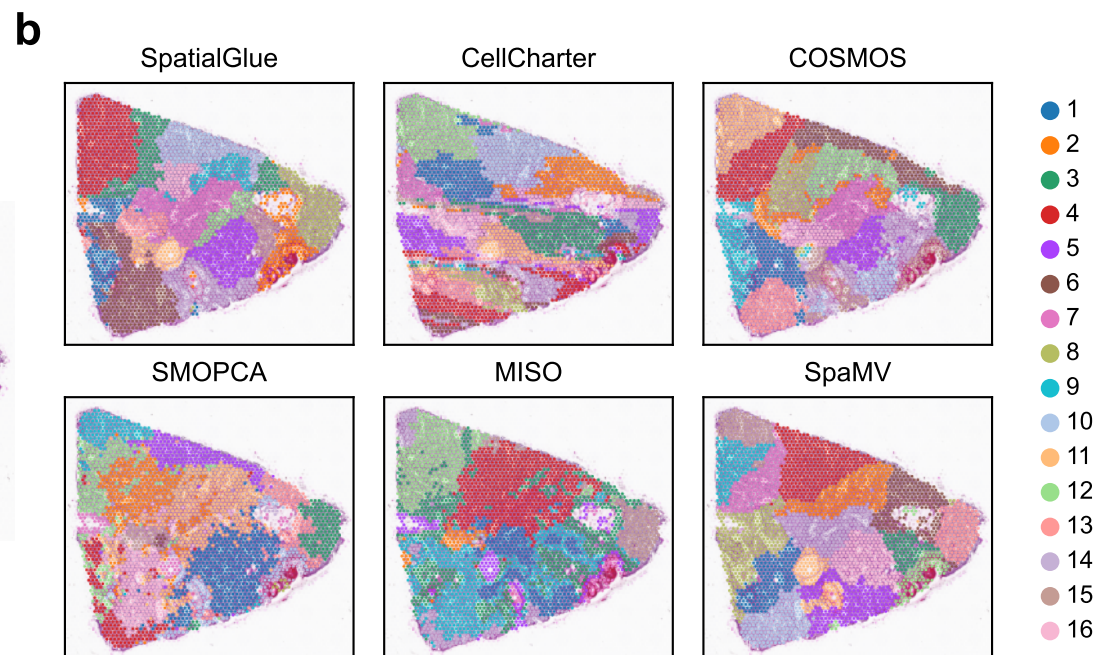 b
SpatialGlue
CellCharter
COSMOS
SMOPCA
MISO
SpaMV
1
2
3
4
5
6
7
8
9
10
11
12
13
14
15
16